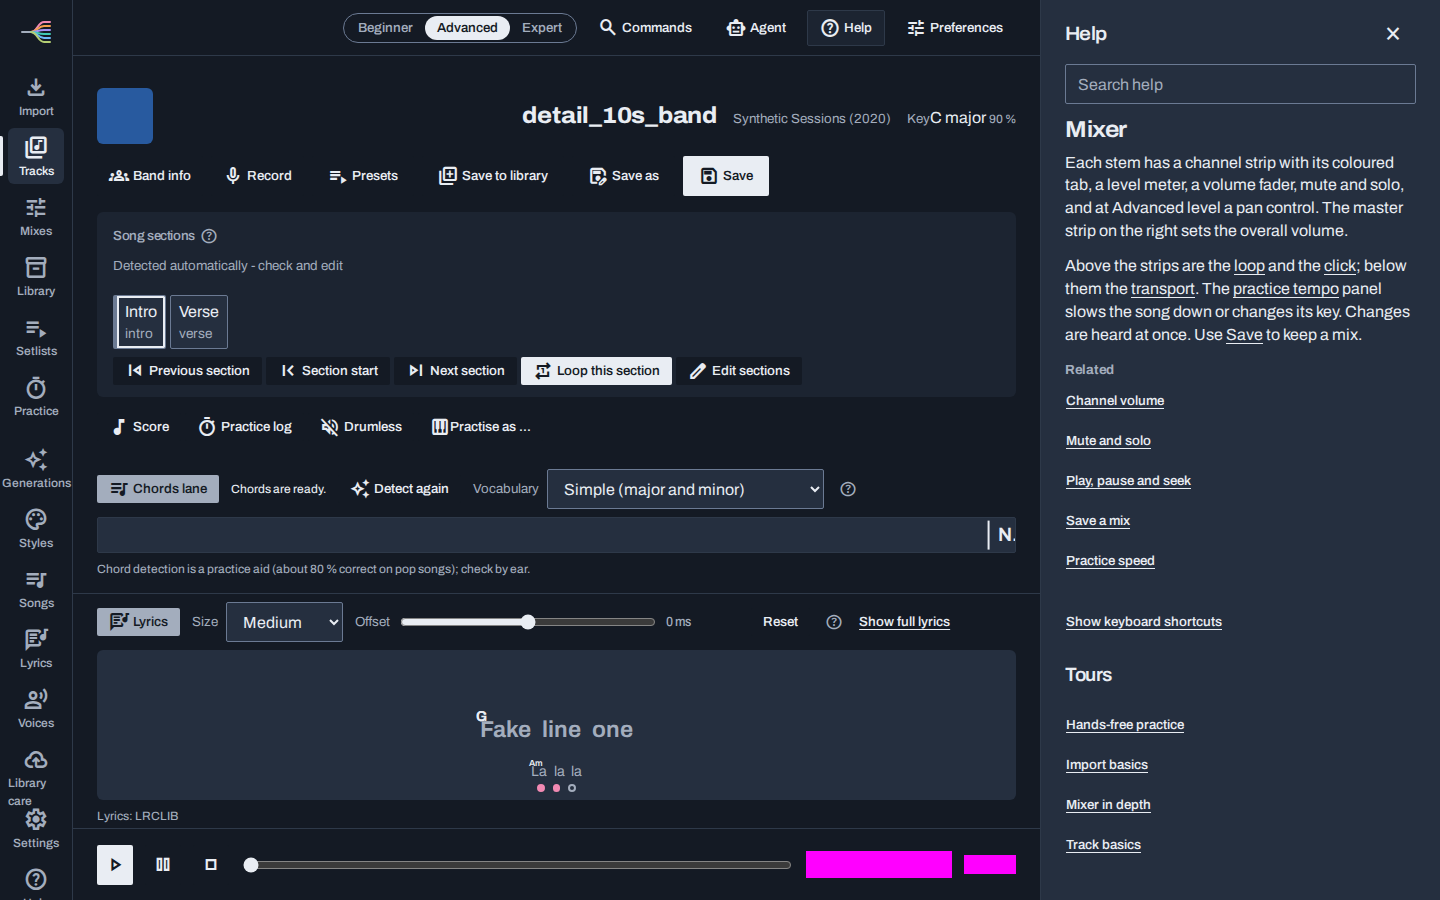 Beginner
Advanced
Expert
Commands
Agent
Help
Preferences
Import
Tracks
Mixes
Library
Setlists
Practice
Generations
Styles
Songs
Lyrics
Voices
Library
care
Settings
detail_10s_band
Synthetic Sessions (2020)
Key C major 90 %
Band info
Record
Presets
Save to library
Save as
Save
Song sections
Detected automatically - check and edit
Intro
intro
Verse
verse
Previous section
Section start
Next section
Loop this section
Edit sections
Score
Practice log
Drumless
Practise as ...
Chords lane
Chords are ready.
Detect again
Vocabulary
Simple (major and minor)
N.
Chord detection is a practice aid (about 80 % correct on pop songs); check by ear.
Lyrics
Size
Medium
Offset
0 ms
Reset
Show full lyrics
G
Fake line one
Am
La la la
Lyrics: LRCLIB
Help
Search help
Mixer
Each stem has a channel strip with its coloured
tab, a level meter, a volume fader, mute and solo,
and at Advanced level a pan control. The master
strip on the right sets the overall volume.
Above the strips are the loop and the click; below
them the transport. The practice tempo panel
slows the song down or changes its key. Changes
are heard at once. Use Save to keep a mix.
Related
Channel volume
Mute and solo
Play, pause and seek
Save a mix
Practice speed
Show keyboard shortcuts
Tours
Hands-free practice
Import basics
Mixer in depth
Track basics